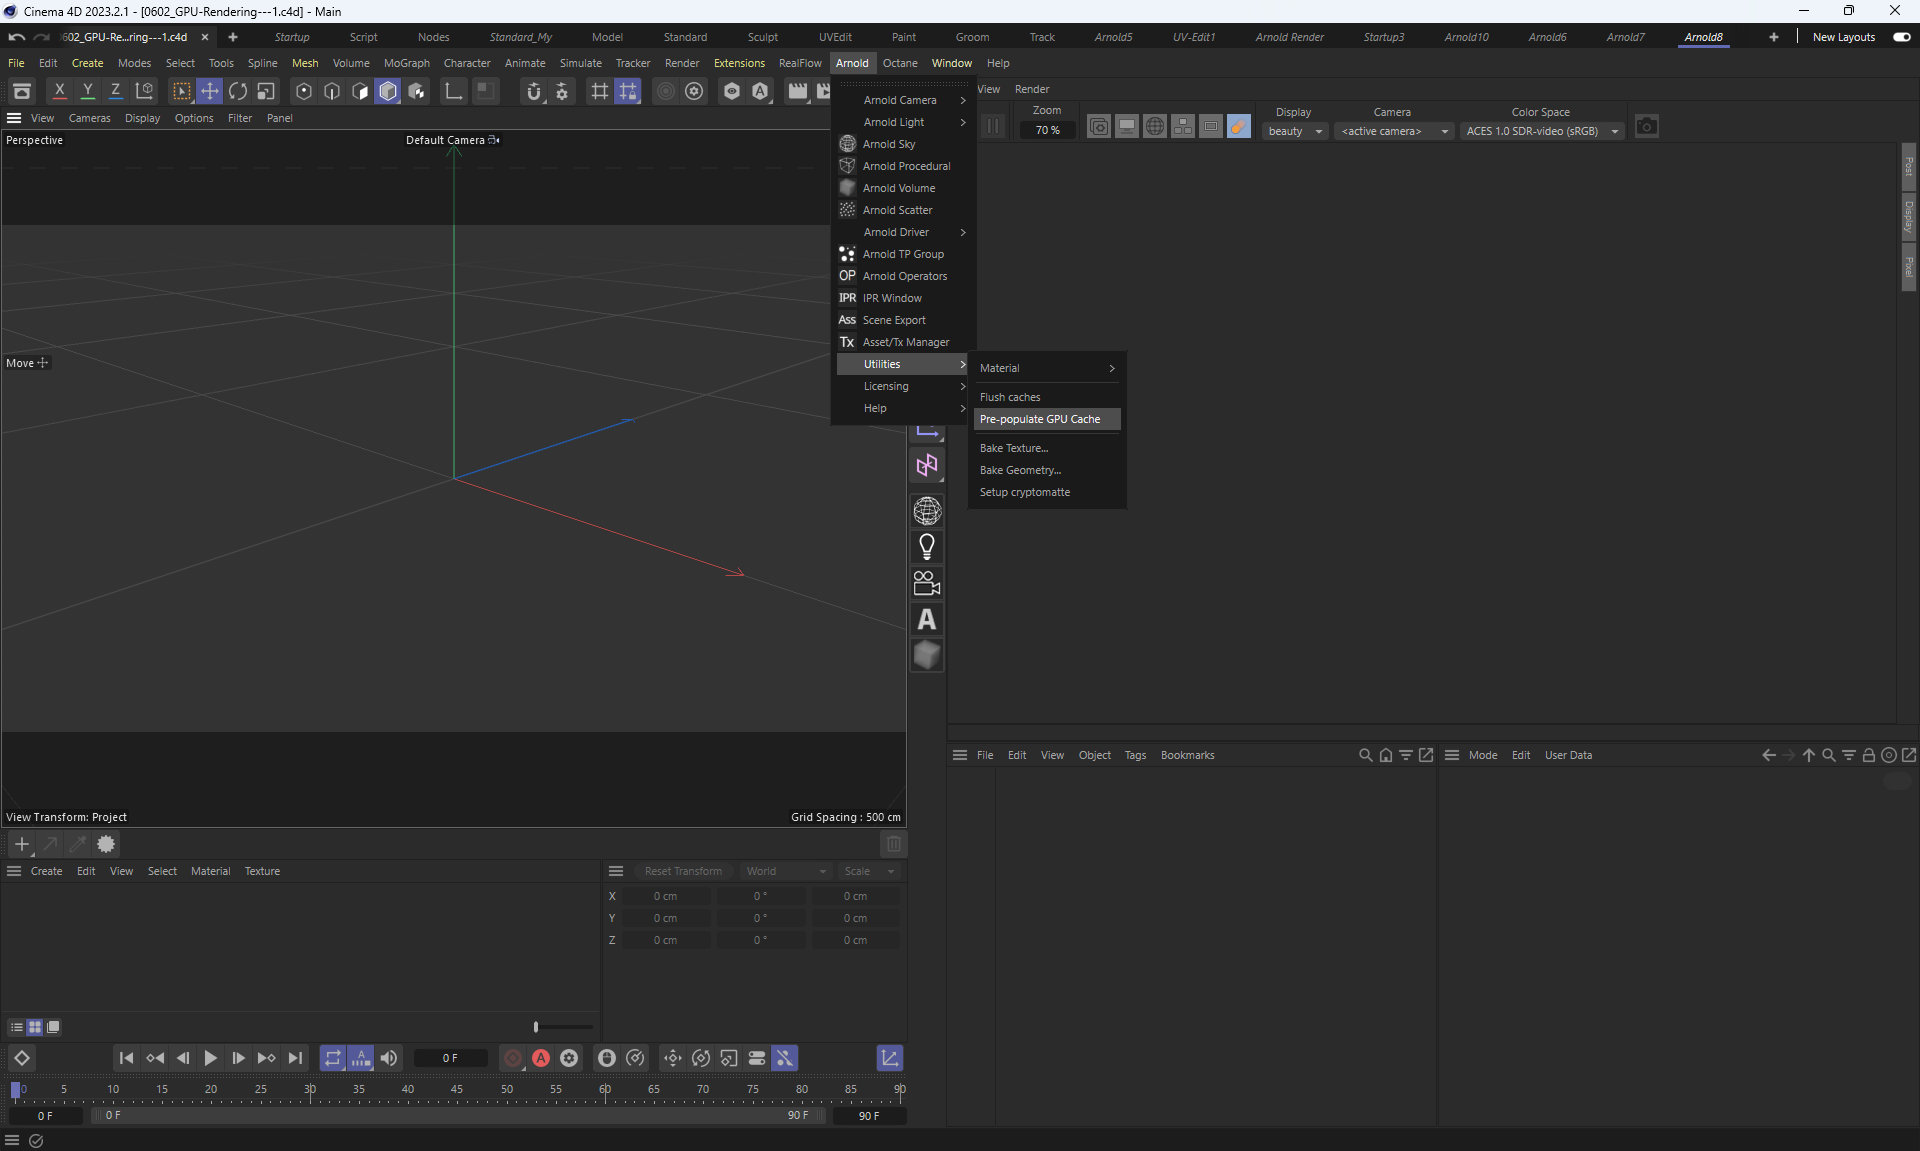 Cinema 4D 2023.2.1 - [0602_GPU-Rendering---1.c4d] - Main
602_GPU-Re...ring---1.c4d
Startup Script Nodes Standard_My Model Standard Sculpt UVEdit Paint Groom Track Arnold5 UV-Edit1 Arnold Render Startup3 Arnold10 Arnold6 Arnold7 Arnold8 New Layouts
File Edit Create Modes Select Tools Spline Mesh Volume MoGraph Character Animate Simulate Tracker Render Extensions RealFlow Arnold Octane Window Help
X Y Z
View Cameras Display Options Filter Panel
Perspective
Default Camera
Move
View Transform: Project
Grid Spacing : 500 cm
Arnold Camera
Arnold Light
Arnold Sky
Arnold Procedural
Arnold Volume
Arnold Scatter
Arnold Driver
Arnold TP Group
OP Arnold Operators
IPR IPR Window
Ass Scene Export
Tx Asset/Tx Manager
Utilities
Licensing
Help
Material
Flush caches
Pre-populate GPU Cache
Bake Texture...
Bake Geometry...
Setup cryptomatte
View Render
Zoom
70 %
Display
beauty
Camera
<active camera>
Color Space
ACES 1.0 SDR-video (sRGB)
Post
Display
Pixel
A
File Edit View Object Tags Bookmarks
Mode Edit User Data
Create Edit View Select Material Texture
Reset Transform World Scale
X 0 cm 0 ° 0 cm
Y 0 cm 0 ° 0 cm
Z 0 cm 0 ° 0 cm
0 F
0 5 10 15 20 25 30 35 40 45 50 55 60 65 70 75 80 85 90
0 F 0 F 90 F 90 F